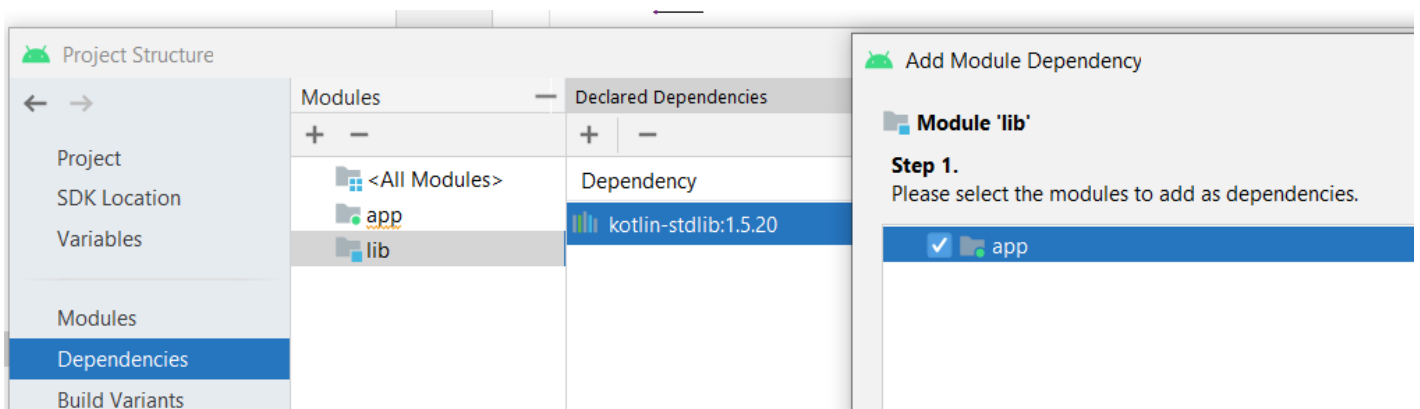 Project Structure
Project
SDK Location
Variables
Modules
Dependencies
Build Variants
Modules
<All Modules>
app
lib
Declared Dependencies
Dependency
kotlin-stdlib:1.5.20
Add Module Dependency
Module 'lib'
Step 1.
Please select the modules to add as dependencies.
app